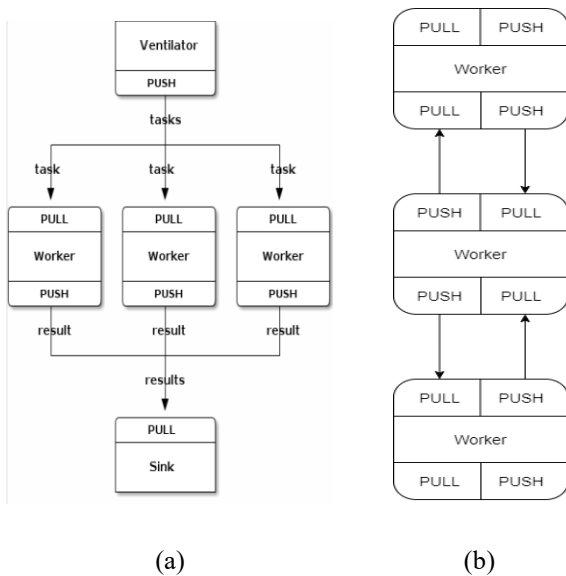 Ventilator
PUSH
tasks
task task task
PULL PULL PULL
Worker Worker Worker
PUSH PUSH PUSH
result result result
results
PULL
Sink
(a)
PULL PUSH
Worker
PULL PUSH
PUSH PULL
Worker
PUSH PULL
PULL PUSH
Worker
PULL PUSH
(b)